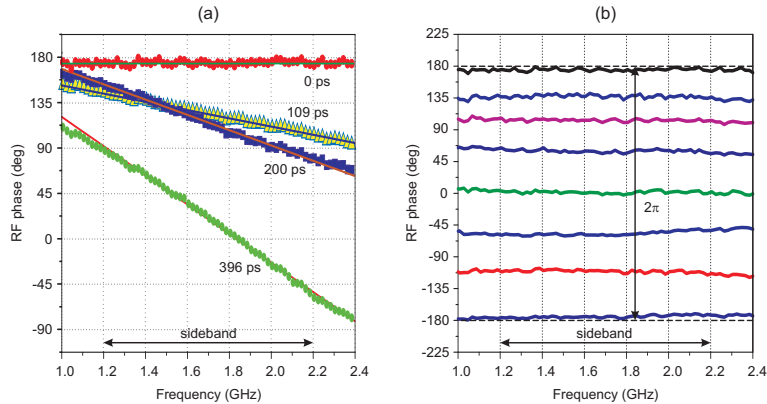 (a)
180
135
90
45
0
-45
-90
RF phase (deg)
0 ps
109 ps
200 ps
396 ps
sideband
1.0 1.2 1.4 1.6 1.8 2.0 2.2 2.4
Frequency (GHz)
(b)
225
180
135
90
45
0
-45
-90
-135
-180
-225
RF phase (deg)
2π
sideband
1.0 1.2 1.4 1.6 1.8 2.0 2.2 2.4
Frequency (GHz)